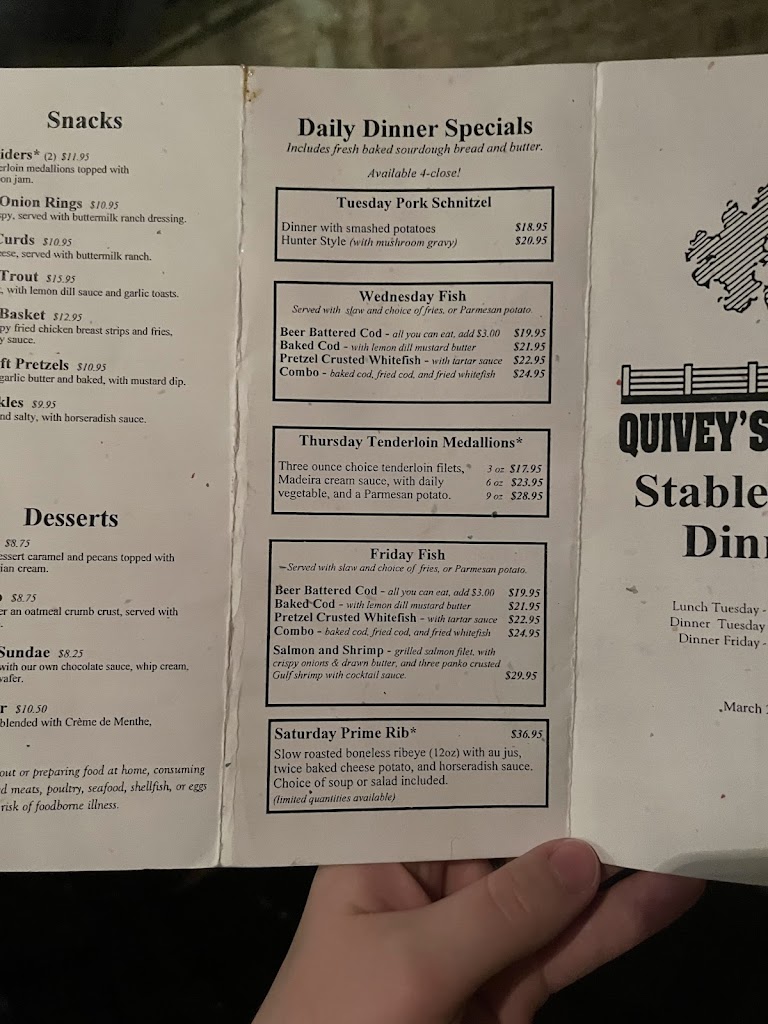 Snacks
iders* (2) $11.95
erloin medallions topped with
on jam.
Onion Rings $10.95
spy, served with buttermilk ranch dressing.
Curds $10.95
eese, served with buttermilk ranch.
Trout $15.95
, with lemon dill sauce and garlic toasts.
Basket $12.95
py fried chicken breast strips and fries,
y sauce.
ft Pretzels $10.95
garlic butter and baked, with mustard dip.
kles $9.95
nd salty, with horseradish sauce.
Desserts
$8.75
essert caramel and pecans topped with
ian cream.
$8.75
er an oatmeal crumb crust, served with
Sundae $8.25
with our own chocolate sauce, whip cream,
wafer.
r $10.50
blended with Crème de Menthe,
out or preparing food at home, consuming
d meats, poultry, seafood, shellfish, or eggs
risk of foodborne illness.
Daily Dinner Specials
Includes fresh baked sourdough bread and butter.
Available 4-close!
Tuesday Pork Schnitzel
Dinner with smashed potatoes $18.95
Hunter Style (with mushroom gravy) $20.95
Wednesday Fish
Served with slaw and choice of fries, or Parmesan potato.
Beer Battered Cod - all you can eat, add $3.00 $19.95
Baked Cod - with lemon dill mustard butter $21.95
Pretzel Crusted Whitefish - with tartar sauce $22.95
Combo - baked cod, fried cod, and fried whitefish $24.95
Thursday Tenderloin Medallions*
Three ounce choice tenderloin filets, 3 oz $17.95
Madeira cream sauce, with daily 6 oz $23.95
vegetable, and a Parmesan potato. 9 oz $28.95
Friday Fish
Served with slaw and choice of fries, or Parmesan potato.
Beer Battered Cod - all you can eat, add $3.00 $19.95
Baked Cod - with lemon dill mustard butter $21.95
Pretzel Crusted Whitefish - with tartar sauce $22.95
Combo - baked cod, fried cod, and fried whitefish $24.95
Salmon and Shrimp - grilled salmon filet, with
crispy onions & drawn butter, and three panko crusted
Gulf shrimp with cocktail sauce. $29.95
Saturday Prime Rib* $36.95
Slow roasted boneless ribeye (12oz) with au jus,
twice baked cheese potato, and horseradish sauce.
Choice of soup or salad included.
(limited quantities available)
QUIVEY'S
Stable
Din
Lunch Tuesday -
Dinner Tuesday
Dinner Friday -
March